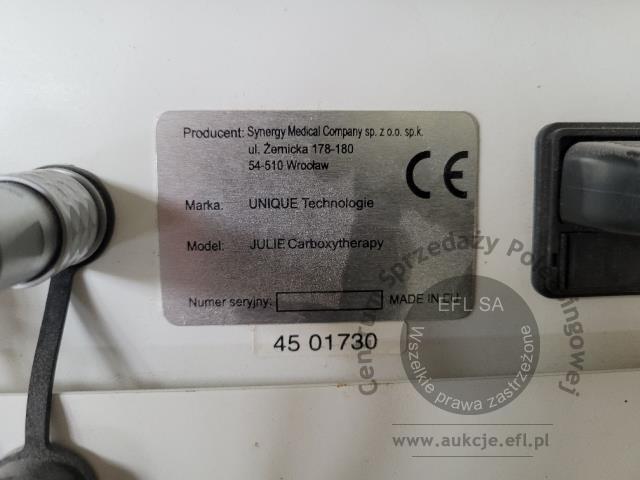 Producent: Synergy Medical Company sp. z o.o. sp.k.
ul. Żernicka 178-180
54-510 Wrocław
CE
Marka: UNIQUE Technologie
Model: JULIE Carboxytherapy
Numer seryjny: MADE IN EU
45 01730
Centrum Sprzedaży Poleasingowej
EFL SA
Wszelkie prawa zastrzeżone
www.aukcje.efl.pl